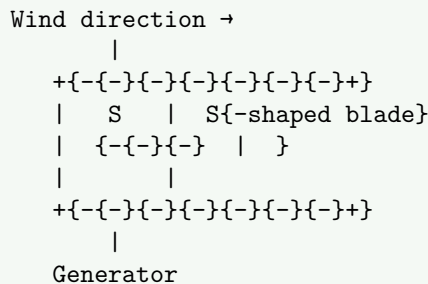 Wind direction →
|
+{-{-}{-}{-}{-}{-}{-}+}
|   S   |  S{-shaped blade}
|  {-{-}{-}  |  }
|       |
+{-{-}{-}{-}{-}{-}{-}+}
|
Generator